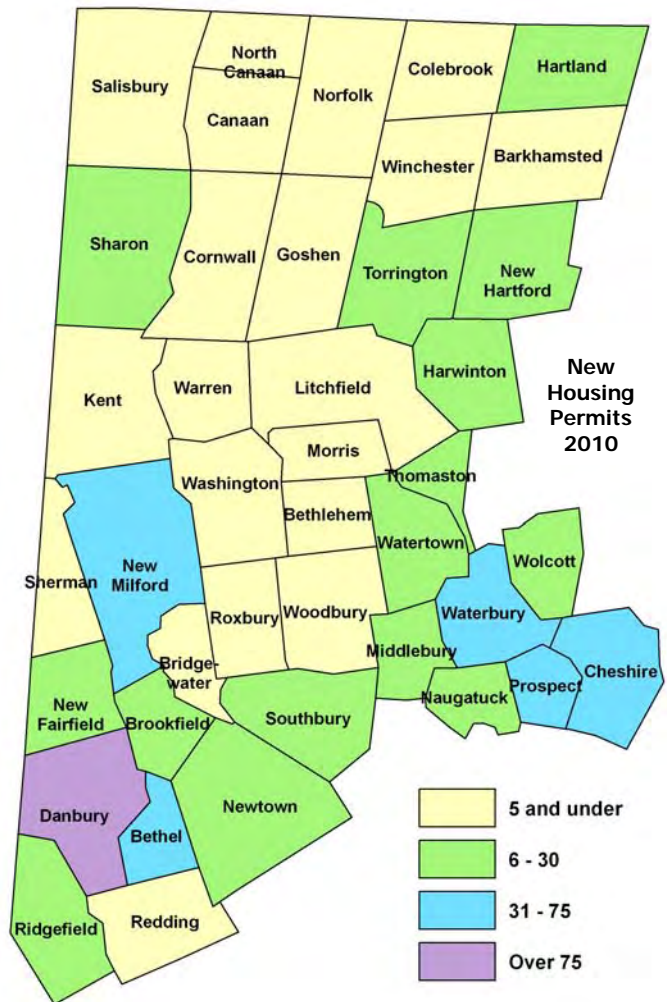 North
Canaan
Colebrook
Hartland
Salisbury
Norfolk
Canaan
Winchester
Barkhamsted
Sharon
Cornwall
Goshen
Torrington
New
Hartford
Harwinton
New
Housing
Permits
2010
Kent
Warren
Litchfield
Morris
Washington
Thomaston
Bethlehem
Watertown
New
Milford
Sherman
Wolcott
Roxbury
Woodbury
Waterbury
Middlebury
Bridge-
water
Cheshire
Prospect
Naugatuck
New
Fairfield
Brookfield
Southbury
Newtown
Danbury
Bethel
Ridgefield
Redding
5 and under
6 - 30
31 - 75
Over 75